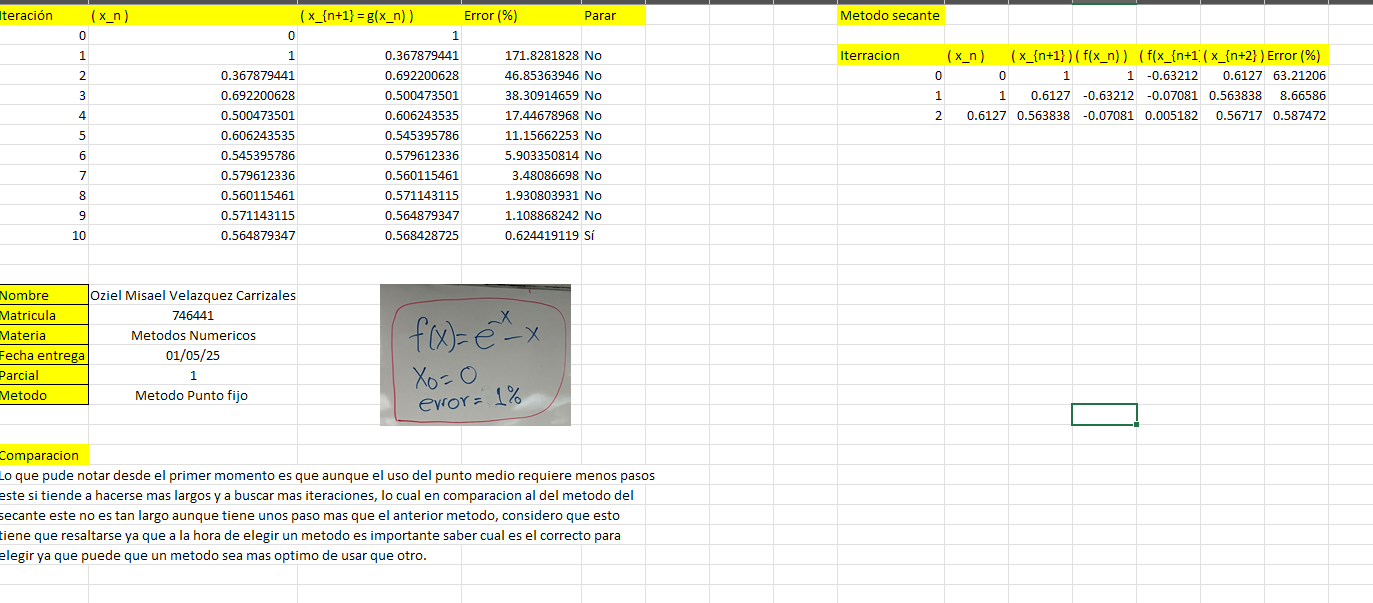 Iteración ( x_n ) ( x_{n+1} = g(x_n) ) Error (%) Parar
0 0 1
1 1 0.367879441 171.8281828 No
2 0.367879441 0.692200628 46.85363946 No
3 0.692200628 0.500473501 38.30914659 No
4 0.500473501 0.606243535 17.44678968 No
5 0.606243535 0.545395786 11.15662253 No
6 0.545395786 0.579612336 5.903350814 No
7 0.579612336 0.560115461 3.48086698 No
8 0.560115461 0.571143115 1.930803931 No
9 0.571143115 0.564879347 1.108868242 No
10 0.564879347 0.568428725 0.624419119 Sí
Metodo secante
Iterracion ( x_n ) ( x_{n+1} ) ( f(x_n) ) ( f(x_{n+1} ( x_{n+2} ) Error (%)
0 0 1 1 -0.63212 0.6127 63.21206
1 1 0.6127 -0.63212 -0.07081 0.563838 8.66586
2 0.6127 0.563838 -0.07081 0.005182 0.56717 0.587472
Nombre Oziel Misael Velazquez Carrizales
Matricula 746441
Materia Metodos Numericos
Fecha entrega 01/05/25
Parcial 1
Metodo Metodo Punto fijo
f(x)=e^-x-x
X0=0
error= 1%
Comparacion
Lo que pude notar desde el primer momento es que aunque el uso del punto medio requiere menos pasos
este si tiende a hacerse mas largos y a buscar mas iteraciones, lo cual en comparacion al del metodo del
secante este no es tan largo aunque tiene unos paso mas que el anterior metodo, considero que esto
tiene que resaltarse ya que a la hora de elegir un metodo es importante saber cual es el correcto para
elegir ya que puede que un metodo sea mas optimo de usar que otro.